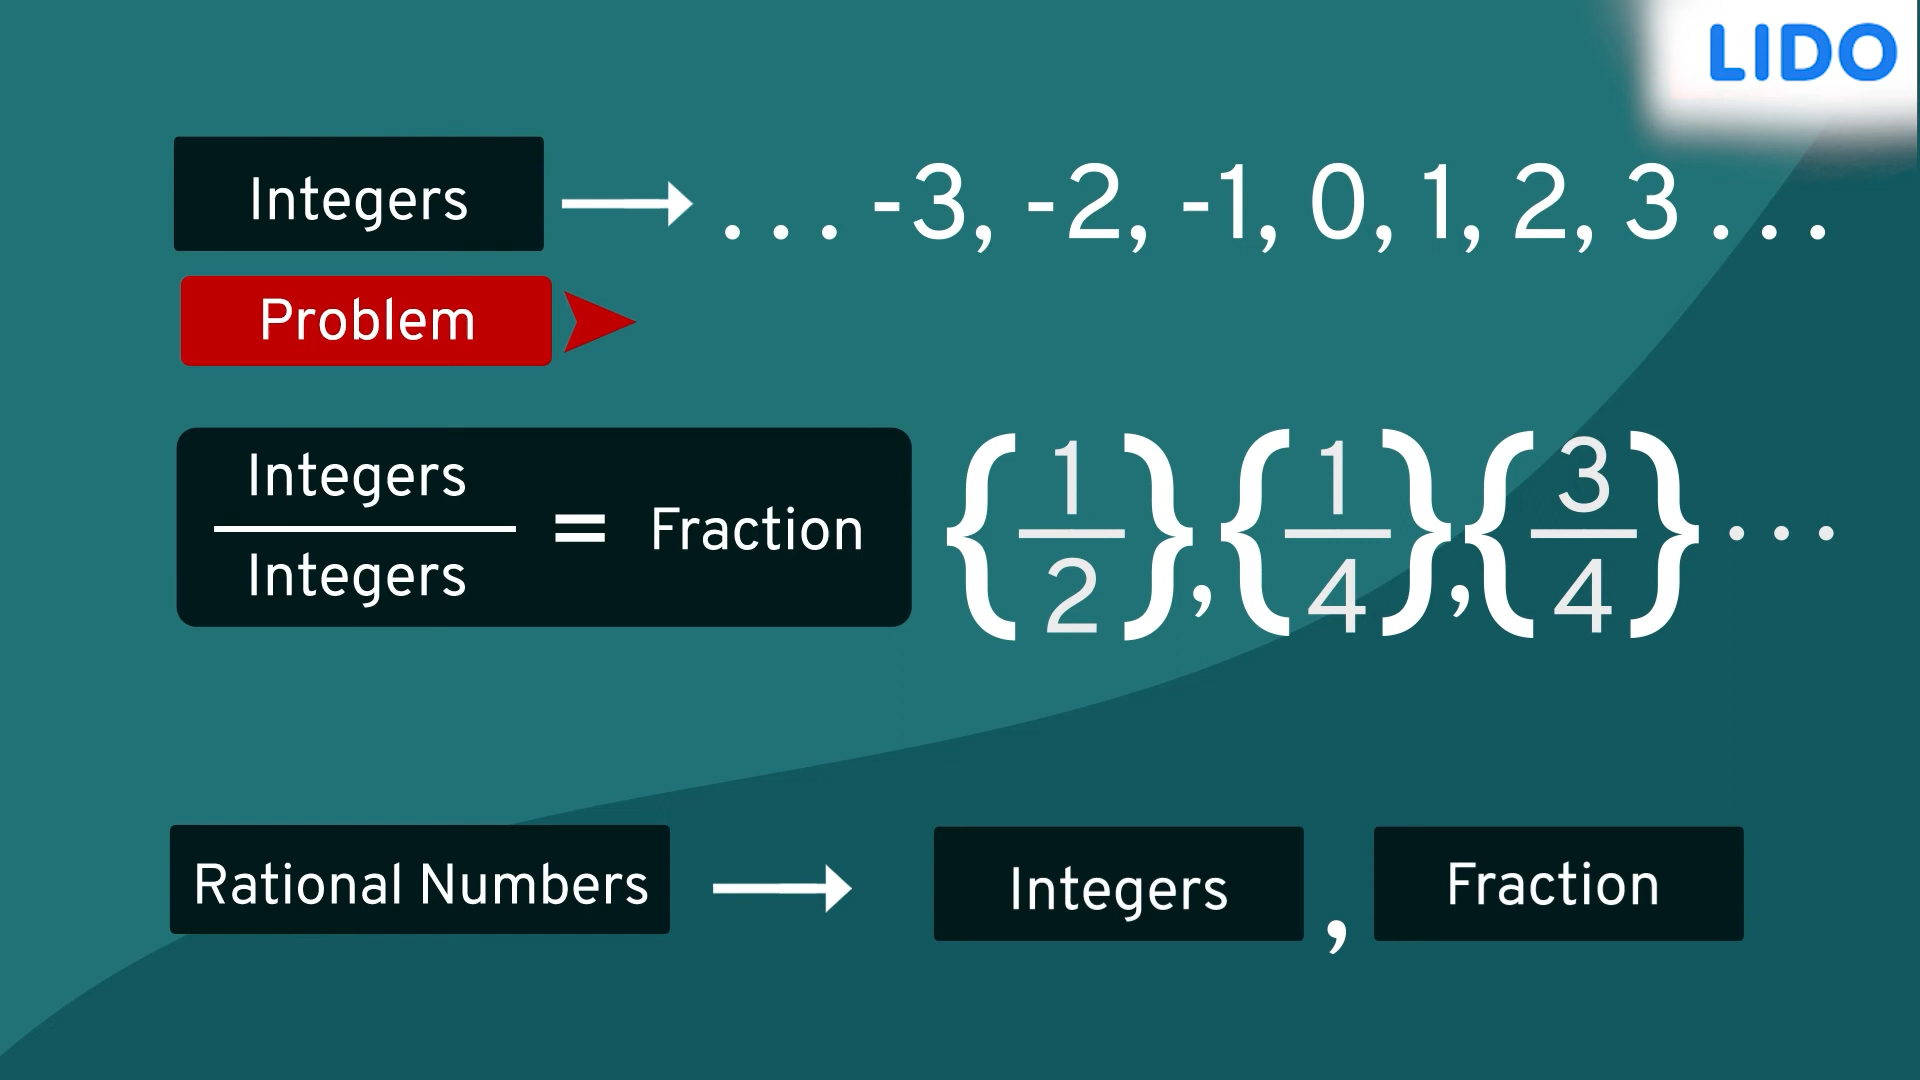 LIDO
Integers → . . . -3, -2, -1, 0, 1, 2, 3 . . .
Problem
Integers
Integers
= Fraction
{1/2}, {1/4}, {3/4} . . .
Rational Numbers → Integers , Fraction